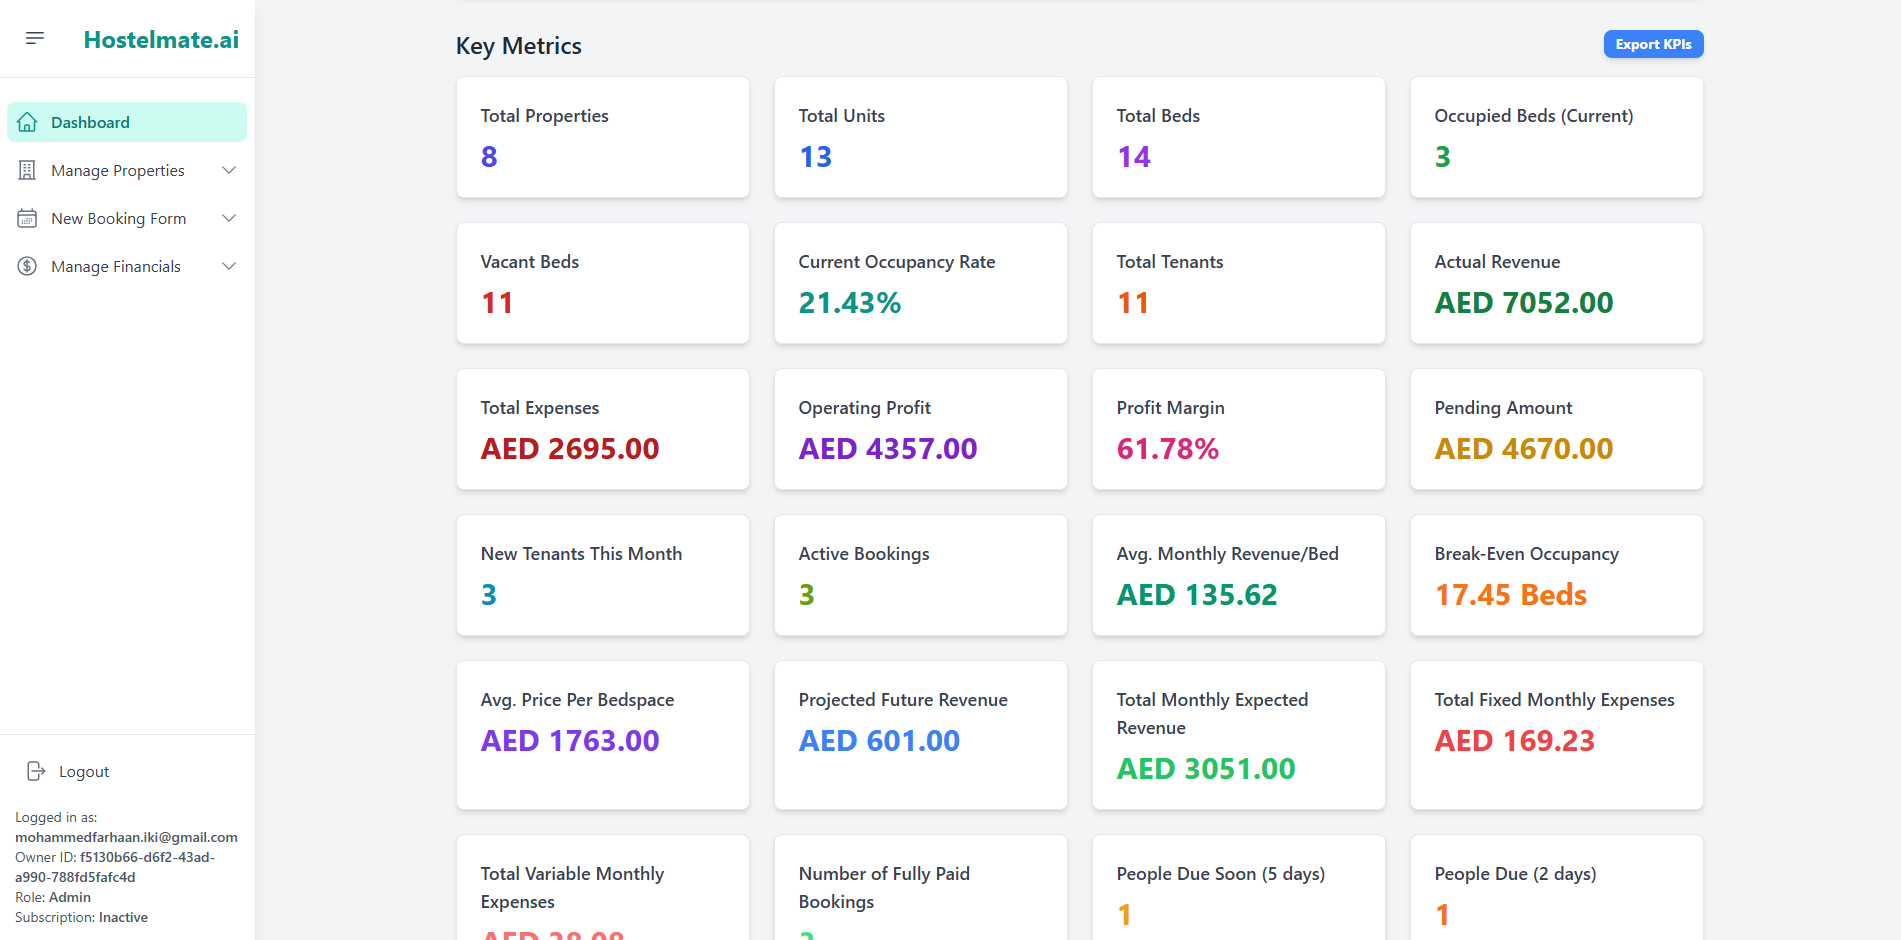 Hostelmate.ai
Dashboard
Manage Properties
New Booking Form
Manage Financials
Logout
Logged in as:
mohammedfarhaan.iki@gmail.com
Owner ID: f5130b66-d6f2-43ad-
a990-788fd5fafc4d
Role: Admin
Subscription: Inactive
Key Metrics
Export KPIs
Total Properties
8
Total Units
13
Total Beds
14
Occupied Beds (Current)
3
Vacant Beds
11
Current Occupancy Rate
21.43%
Total Tenants
11
Actual Revenue
AED 7052.00
Total Expenses
AED 2695.00
Operating Profit
AED 4357.00
Profit Margin
61.78%
Pending Amount
AED 4670.00
New Tenants This Month
3
Active Bookings
3
Avg. Monthly Revenue/Bed
AED 135.62
Break-Even Occupancy
17.45 Beds
Avg. Price Per Bedspace
AED 1763.00
Projected Future Revenue
AED 601.00
Total Monthly Expected
Revenue
AED 3051.00
Total Fixed Monthly Expenses
AED 169.23
Total Variable Monthly
Expenses
AED
Number of Fully Paid
Bookings
People Due Soon (5 days)
1
People Due (2 days)
1